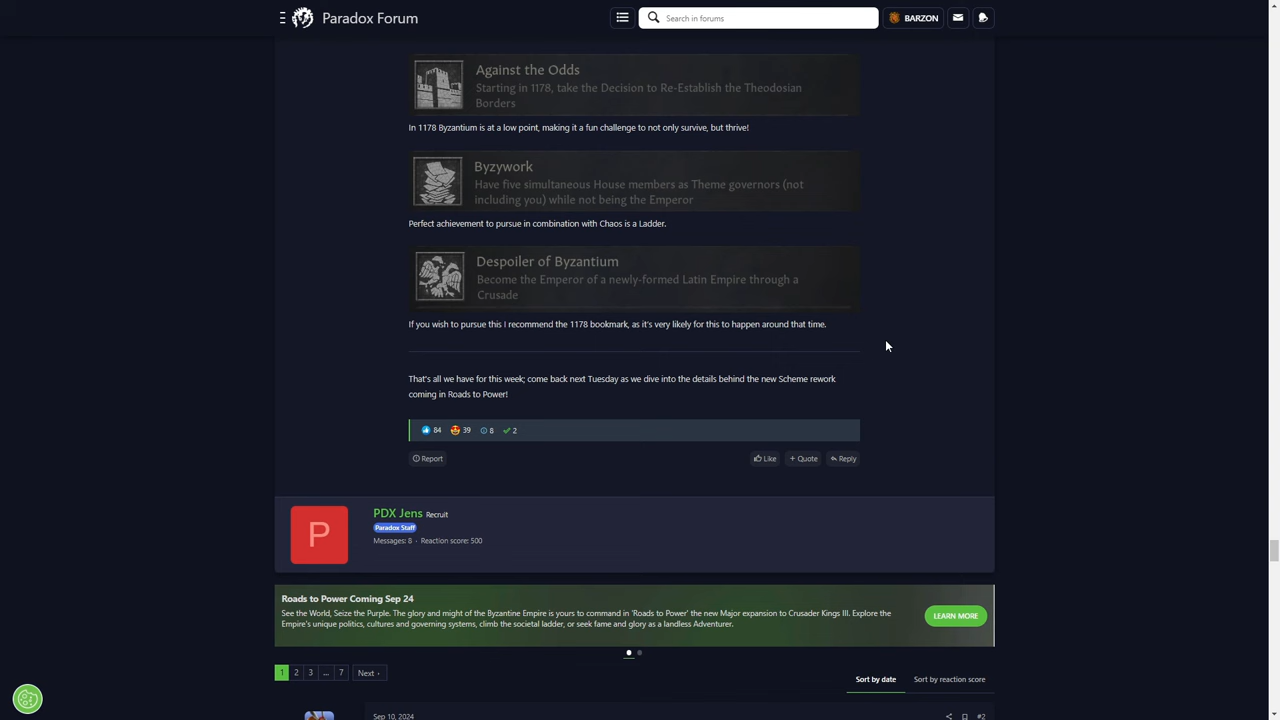 Paradox Forum
Search in forums
BARZON
Against the Odds
Starting in 1178, take the Decision to Re-Establish the Theodosian
Borders
In 1178 Byzantium is at a low point, making it a fun challenge to not only survive, but thrive!
Byzywork
Have five simultaneous House members as Theme governors (not
including you) while not being the Emperor
Perfect achievement to pursue in combination with Chaos is a Ladder.
Despoiler of Byzantium
Become the Emperor of a newly-formed Latin Empire through a
Crusade
If you wish to pursue this I recommend the 1178 bookmark, as it's very likely for this to happen around that time.
That's all we have for this week; come back next Tuesday as we dive into the details behind the new Scheme rework
coming in Roads to Power!
84 39 8 2
Report Like + Quote Reply
P
PDX Jens Recruit
Paradox Staff
Messages: 8 · Reaction score: 500
Roads to Power Coming Sep 24
See the World, Seize the Purple. The glory and might of the Byzantine Empire is yours to command in 'Roads to Power' the new Major expansion to Crusader Kings III. Explore the
Empire's unique politics, cultures and governing systems, climb the societal ladder, or seek fame and glory as a landless Adventurer.
LEARN MORE
1 2 3 ... 7 Next
Sort by date Sort by reaction score
Sep 10, 2024 #2